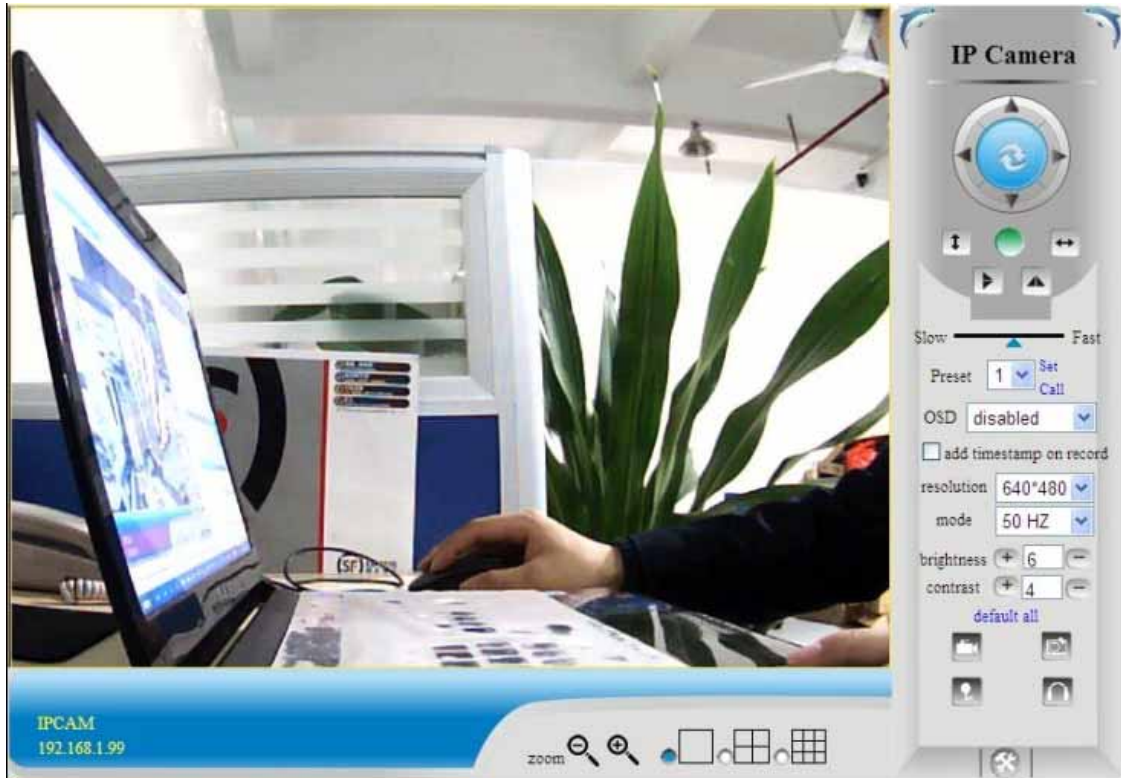 IP Camera
Slow Fast
Preset 1 Set
Call
OSD disabled
add timestamp on record
resolution 640*480
mode 50 HZ
brightness + 6 −
contrast + 4 −
default all
(SF)
IPCAM
192.168.1.99
zoom